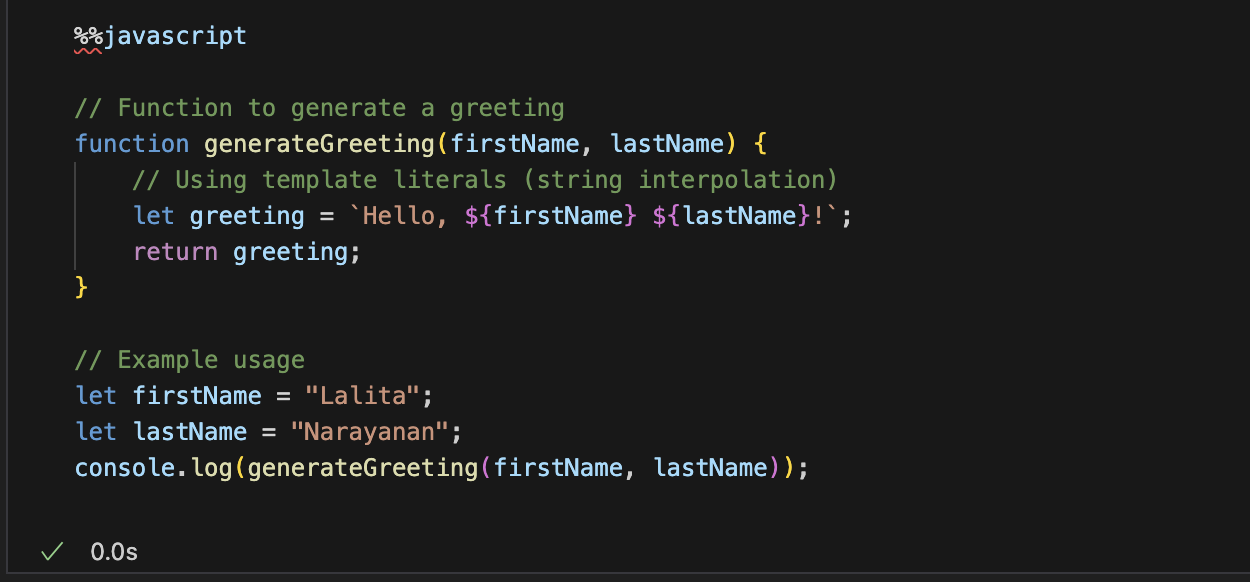 %%javascript
// Function to generate a greeting
function generateGreeting(firstName, lastName) {
// Using template literals (string interpolation)
let greeting = `Hello, ${firstName} ${lastName}!`;
return greeting;
}
// Example usage
let firstName = "Lalita";
let lastName = "Narayanan";
console.log(generateGreeting(firstName, lastName));
0.0s